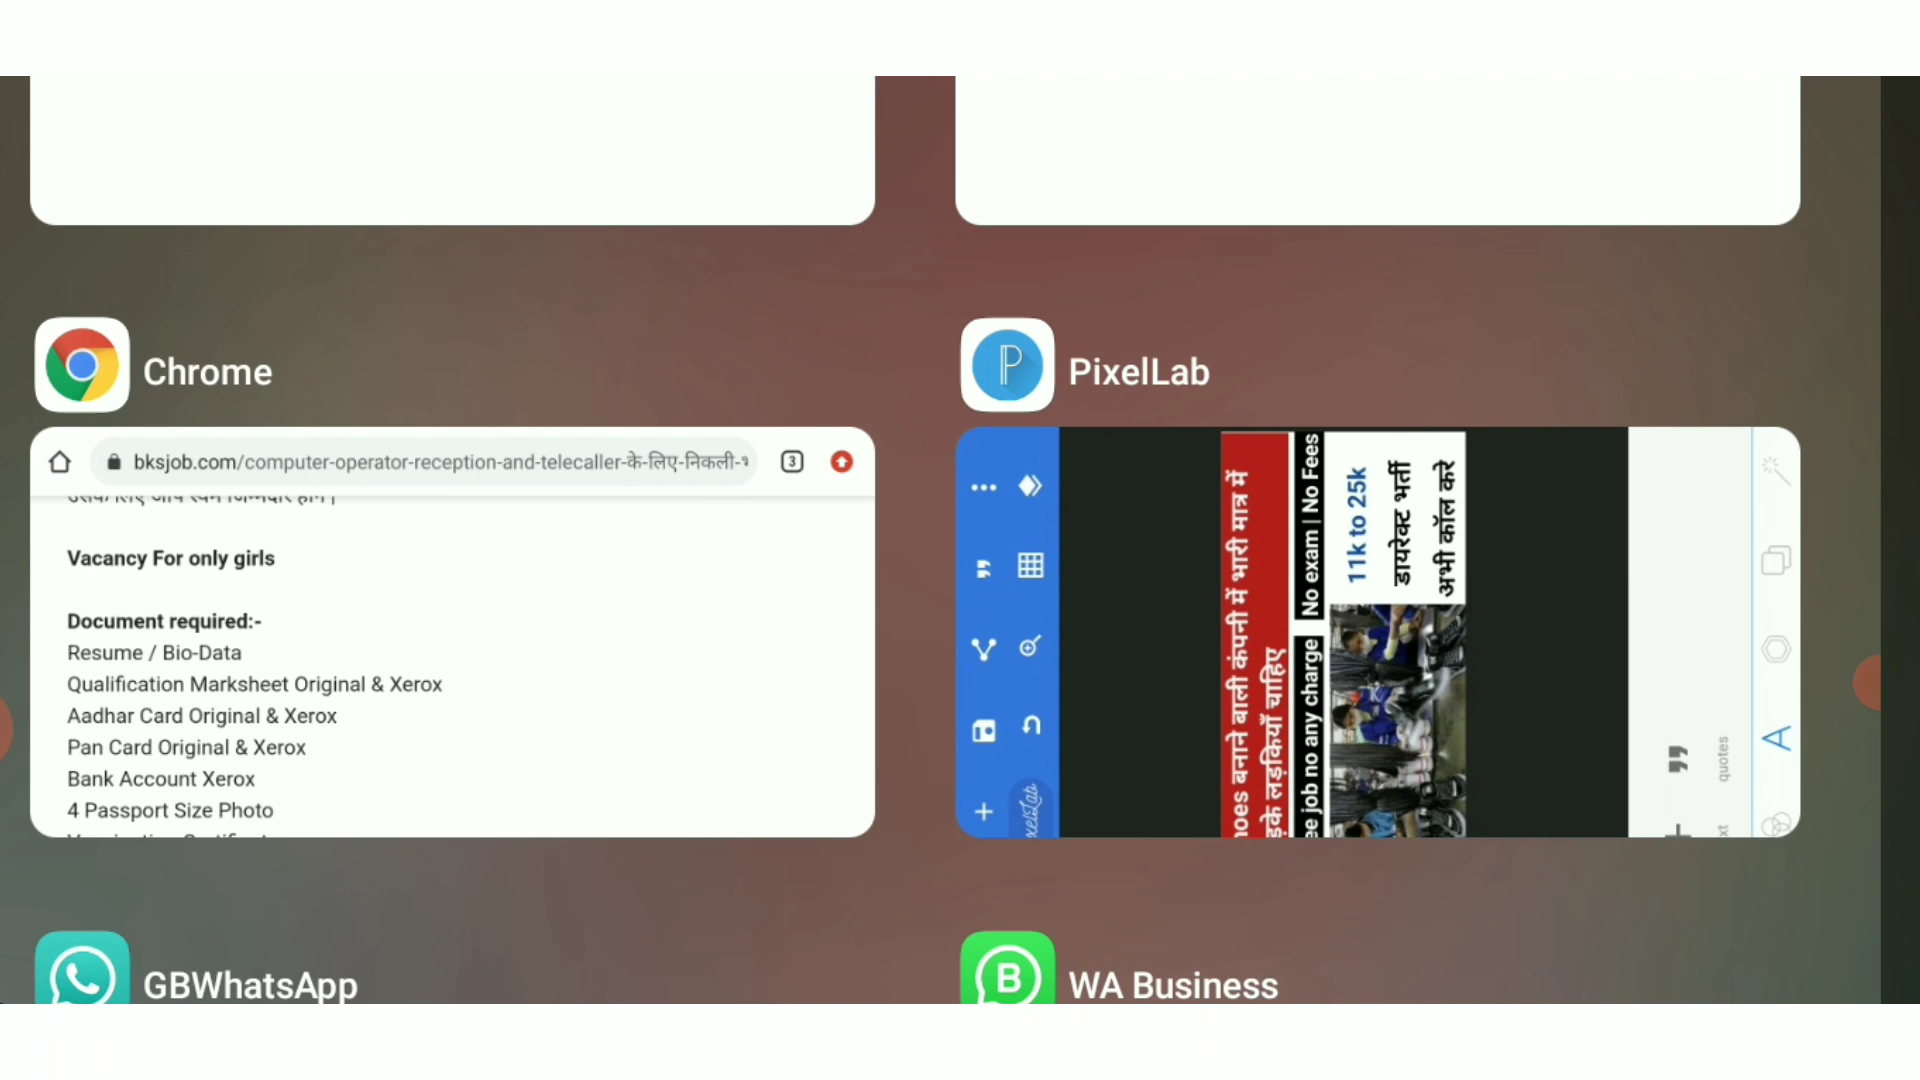 Chrome
bksjob.com/computer-operator-reception-and-telecaller-के-लिए-निकली-
Vacancy For only girls
Document required:-
Resume / Bio-Data
Qualification Marksheet Original & Xerox
Aadhar Card Original & Xerox
Pan Card Original & Xerox
Bank Account Xerox
4 Passport Size Photo
PixelLab
बनाने बाली कंपनी में भारी मात्र में
लड़कियाँ चाहिए
job no any charge
No exam | No Fees
11k to 25k
डायरेक्ट भर्ती
अभी कॉल करे
quotes
A
3
GBWhatsApp
WA Business